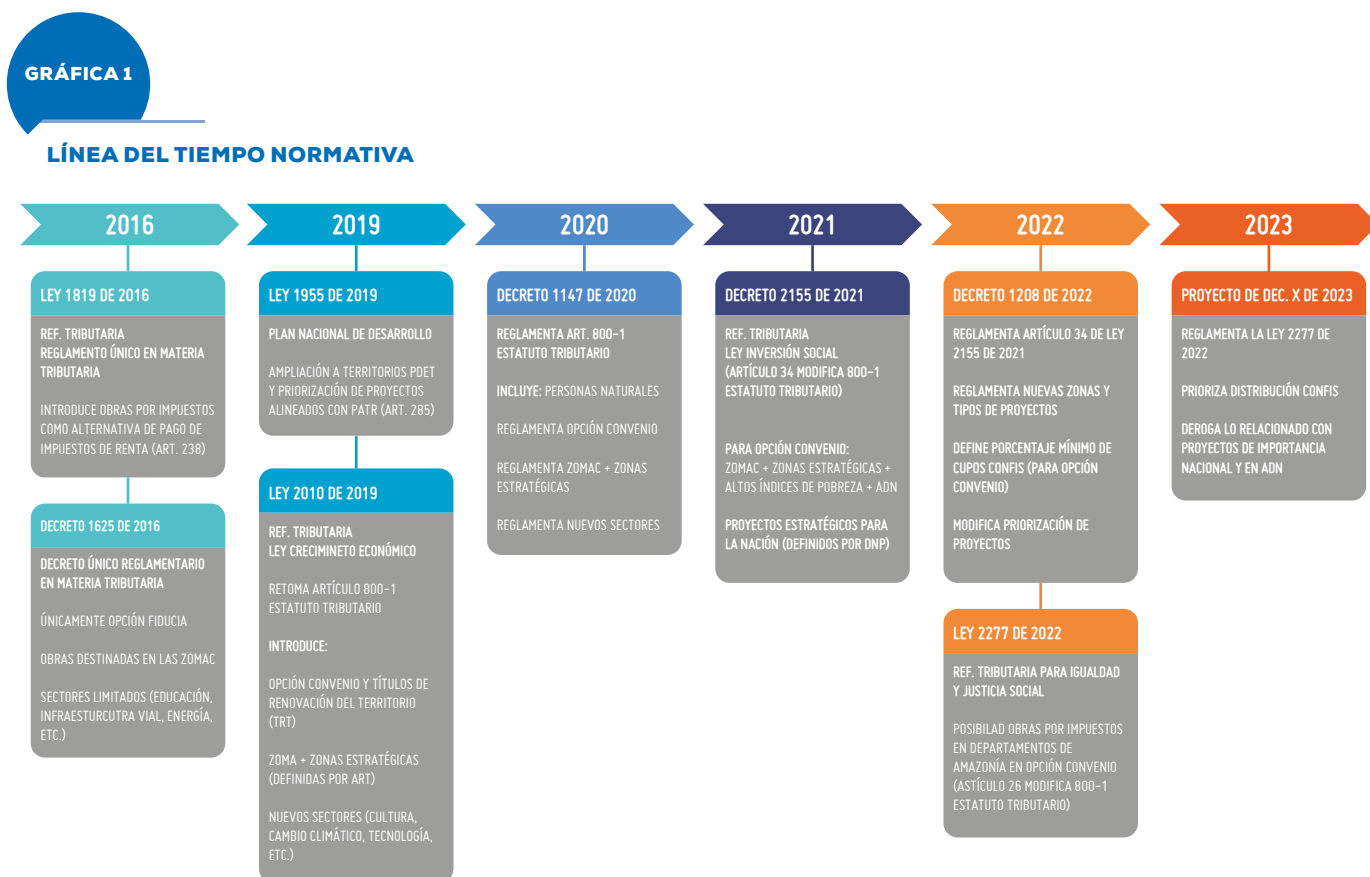 GRÁFICA 1
LÍNEA DEL TIEMPO NORMATIVA
2016
LEY 1819 DE 2016
REF. TRIBUTARIA
REGLAMENTO ÚNICO EN MATERIA
TRIBUTARIA
INTRODUCE OBRAS POR IMPUESTOS
COMO ALTERNATIVA DE PAGO DE
IMPUESTOS DE RENTA (ART. 238)
DECRETO 1625 DE 2016
DECRETO ÚNICO REGLAMENTARIO
EN MATERIA TRIBUTARIA
ÚNICAMENTE OPCIÓN FIDUCIA
OBRAS DESTINADAS EN LAS ZOMAC
SECTORES LIMITADOS (EDUCACIÓN,
INFRAESTURCUTRA VIAL, ENERGÍA,
ETC.)
2019
LEY 1955 DE 2019
PLAN NACIONAL DE DESARROLLO
AMPLIACIÓN A TERRITORIOS PDET
Y PRIORIZACIÓN DE PROYECTOS
ALINEADOS CON PATR (ART. 285)
LEY 2010 DE 2019
REF. TRIBUTARIA
LEY CRECIMINETO ECONÓMICO
RETOMA ARTÍCULO 800-1
ESTATUTO TRIBUTARIO
INTRODUCE:
OPCIÓN CONVENIO Y TÍTULOS DE
RENOVACIÓN DEL TERRITORIO
(TRT)
ZOMA + ZONAS ESTRATÉGICAS
(DEFINIDAS POR ART)
NUEVOS SECTORES (CULTURA,
CAMBIO CLIMÁTICO, TECNOLOGÍA,
ETC.)
2020
DECRETO 1147 DE 2020
REGLAMENTA ART. 800-1
ESTATUTO TRIBUTARIO
INCLUYE: PERSONAS NATURALES
REGLAMENTA OPCIÓN CONVENIO
REGLAMENTA ZOMAC + ZONAS
ESTRATÉGICAS
REGLAMENTA NUEVOS SECTORES
2021
DECRETO 2155 DE 2021
REF. TRIBUTARIA
LEY INVERSIÓN SOCIAL
(ARTÍCULO 34 MODIFICA 800-1
ESTATUTO TRIBUTARIO)
PARA OPCIÓN CONVENIO:
ZOMAC + ZONAS ESTRATÉGICAS +
ALTOS ÍNDICES DE POBREZA + ADN
PROYECTOS ESTRATÉGICOS PARA
LA NACIÓN (DEFINIDOS POR DNP)
2022
DECRETO 1208 DE 2022
REGLAMENTA ARTÍCULO 34 DE LEY
2155 DE 2021
REGLAMENTA NUEVAS ZONAS Y
TIPOS DE PROYECTOS
DEFINE PORCENTAJE MÍNIMO DE
CUPOS CONFIS (PARA OPCIÓN
CONVENIO)
MODIFICA PRIORIZACIÓN DE
PROYECTOS
LEY 2277 DE 2022
REF. TRIBUTARIA PARA IGUALDAD
Y JUSTICIA SOCIAL
POSIBILAD OBRAS POR IMPUESTOS
EN DEPARTAMENTOS DE
AMAZONÍA EN OPCIÓN CONVENIO
(ASTÍCULO 26 MODIFICA 800-1
ESTATUTO TRIBUTARIO)
2023
PROYECTO DE DEC. X DE 2023
REGLAMENTA LA LEY 2277 DE
2022
PRIORIZA DISTRIBUCIÓN CONFIS
DEROGA LO RELACIONADO CON
PROYECTOS DE IMPORTANCIA
NACIONAL Y EN ADN